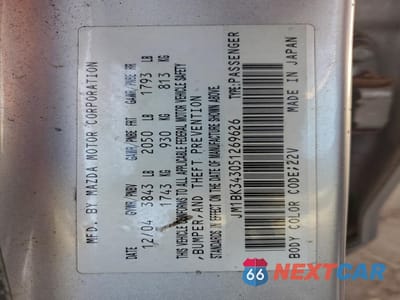 MFD. BY MAZDA MOTOR CORPORATION
DATE GVWR/PNBV GAWR/PNBE FRT GAWR/PNBE RR
12/04 3843 LB 2050 LB 1793 LB
1743 KG 930 KG 813 KG
THIS VEHICLE CONFORMS TO ALL APPLICABLE FEDERAL MOTOR VEHICLE SAFETY
,BUMPER,AND THEFT PREVENTION
STANDARDS IN EFFECT ON THE DATE OF MANUFACTURE SHOWN ABOVE.
JM1BK343051269626 TYPE:PASSENGER
MADE IN JAPAN
BODY COLOR CODE:22V
66 NEXTCAR